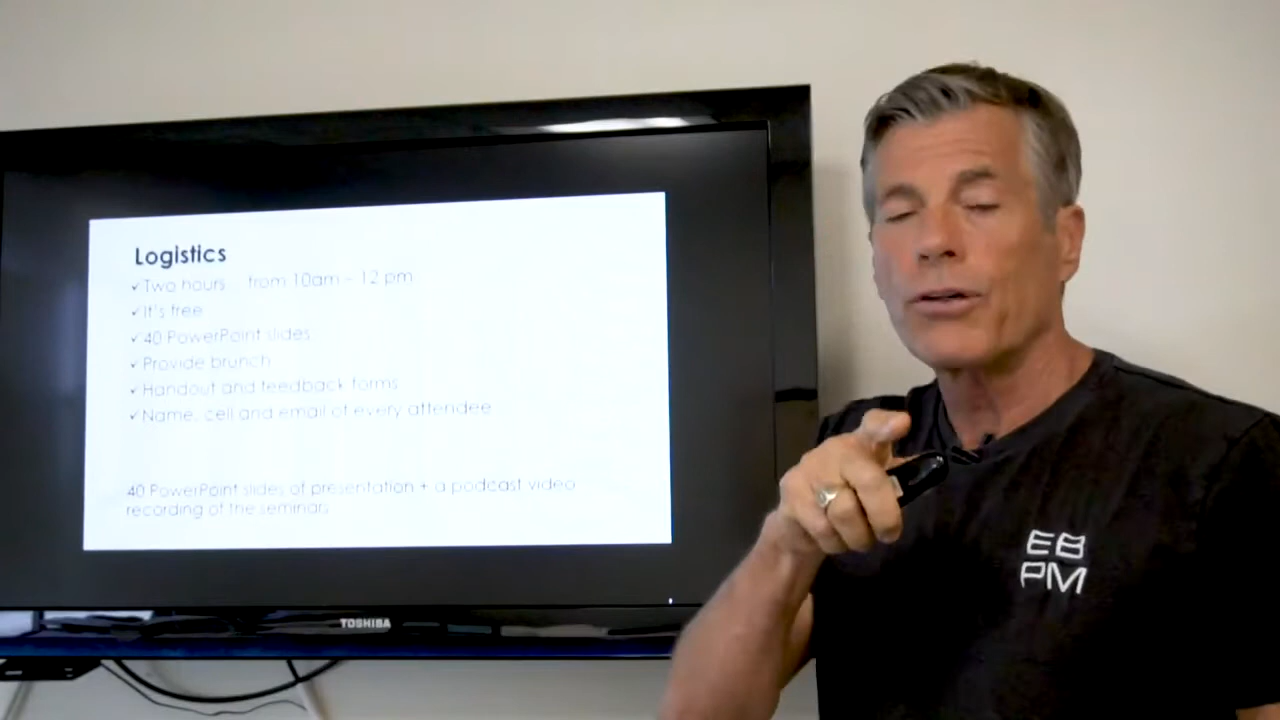 Logistics
✓Two hours - from 10am – 12 pm
✓It's free
✓40 PowerPoint slides
✓Provide brunch
✓Handout and feedback forms
✓Name, cell and email of every attendee
40 PowerPoint slides of presentation + a podcast video
recording of the seminars
TOSHIBA
EB
PM